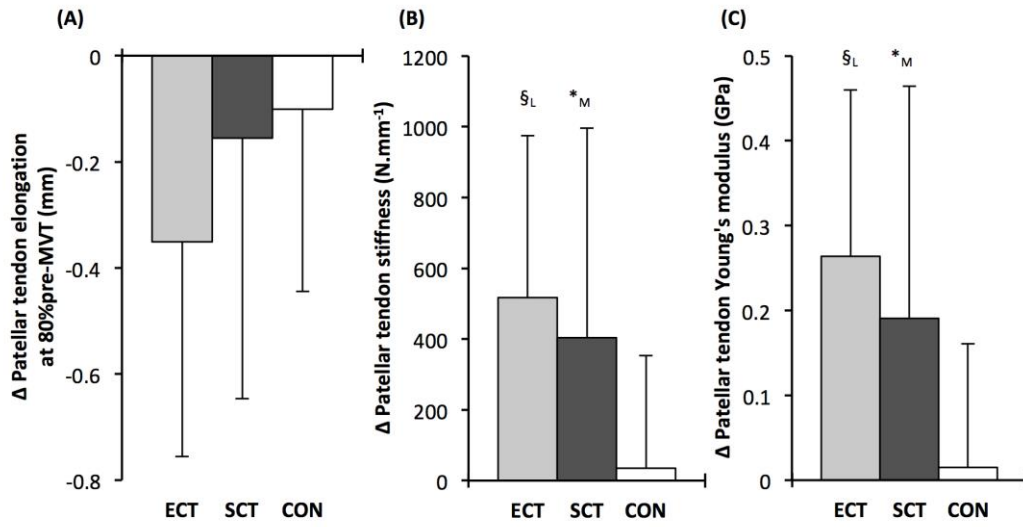 (A)
Δ Patellar tendon elongation
at 80%pre-MVT (mm)
0
-0.2
-0.4
-0.6
-0.8
ECT SCT CON
(B)
Δ Patellar tendon stiffness (N.mm⁻¹)
1200
1000
800
600
400
200
0
§L *M
ECT SCT CON
(C)
Δ Patellar tendon Young's modulus (GPa)
0.5
0.4
0.3
0.2
0.1
0
§L *M
ECT SCT CON